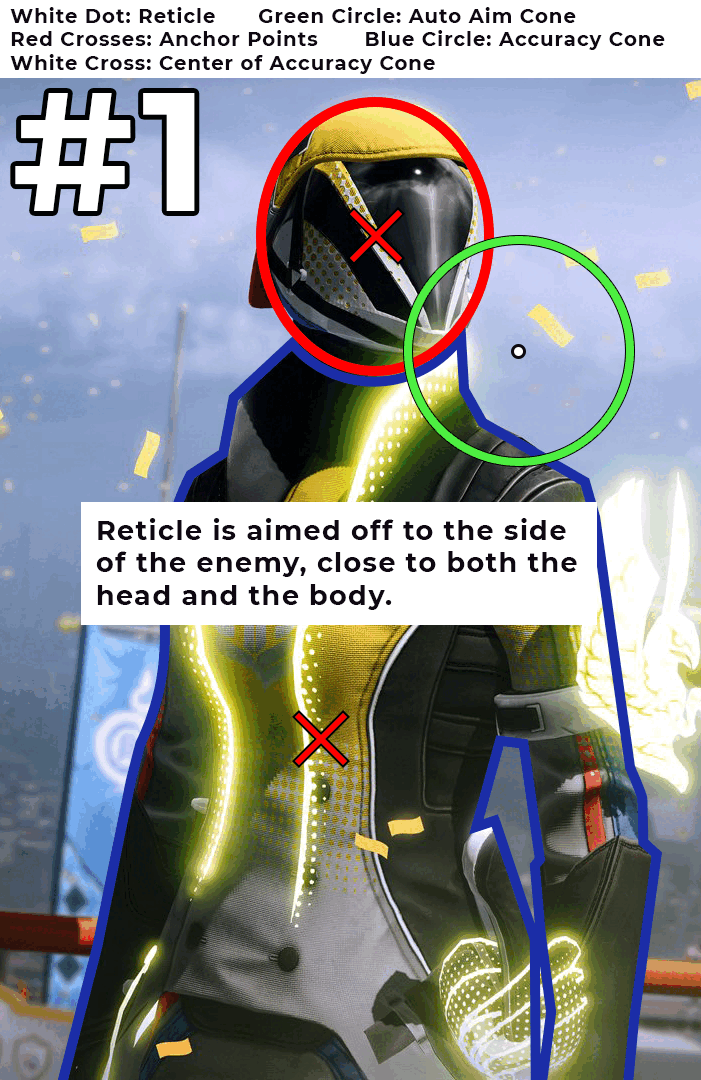 White Dot: Reticle Green Circle: Auto Aim Cone
Red Crosses: Anchor Points Blue Circle: Accuracy Cone
White Cross: Center of Accuracy Cone
#1
Reticle is aimed off to the side
of the enemy, close to both the
head and the body.